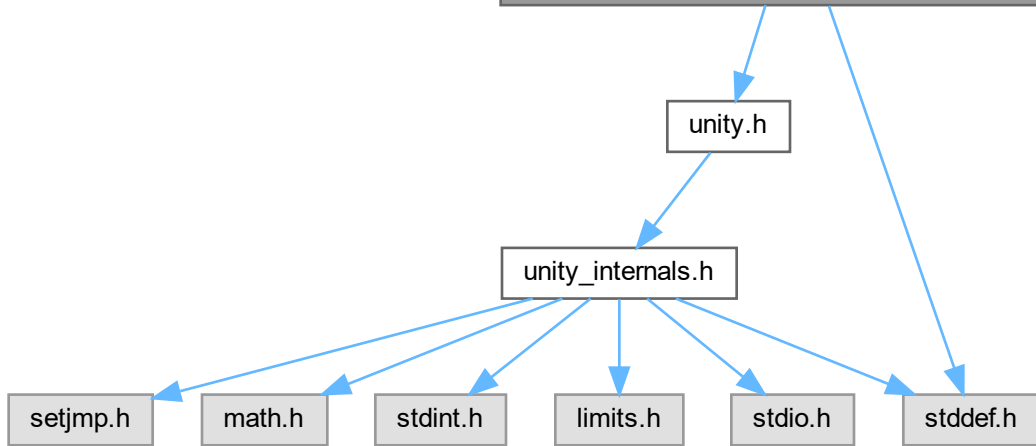 unity.h
unity_internals.h
setjmp.h
math.h
stdint.h
limits.h
stdio.h
stddef.h